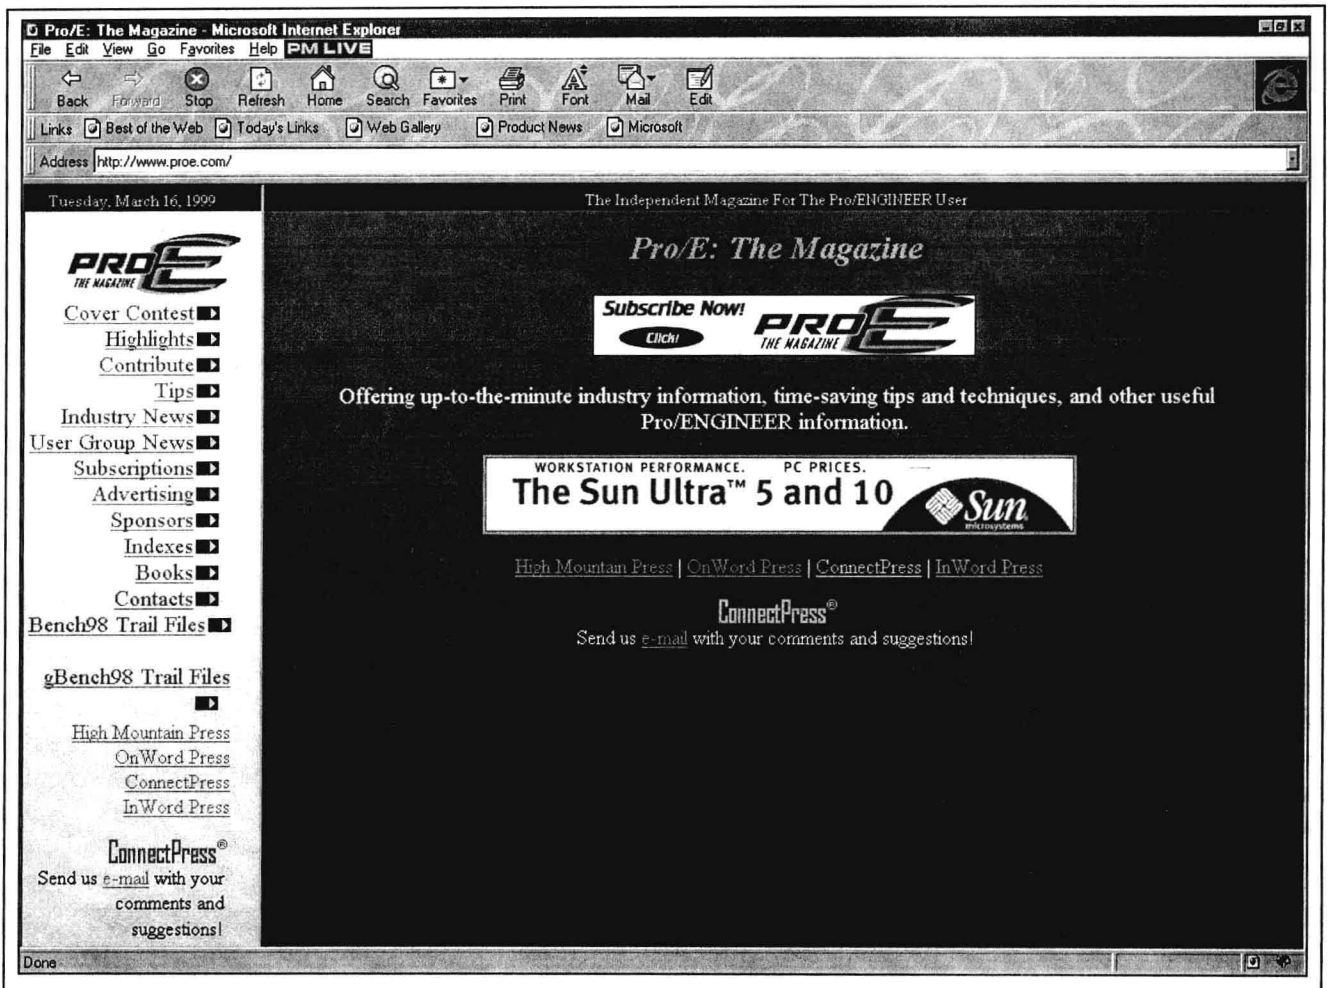 Pro/E: The Magazine - Microsoft Internet Explorer
File Edit View Go Favorites Help PM LIVE
Back Forward Stop Refresh Home Search Favorites Print Font Mail Edit
Links Best of the Web Today's Links Web Gallery Product News Microsoft
Address http://www.proe.com/
Tuesday, March 16, 1999
PRO E
THE MAGAZINE
Cover Contest
Highlights
Contribute
Tips
Industry News
User Group News
Subscriptions
Advertising
Sponsors
Indexes
Books
Contacts
Bench98 Trail Files
gBench98 Trail Files
High Mountain Press
OnWord Press
ConnectPress
InWord Press
ConnectPress®
Send us e-mail with your
comments and
suggestions!
The Independent Magazine For The Pro/ENGINEER User
Pro/E: The Magazine
Subscribe Now!
Click!
PRO E
THE MAGAZINE
Offering up-to-the-minute industry information, time-saving tips and techniques, and other useful
Pro/ENGINEER information.
WORKSTATION PERFORMANCE. PC PRICES.
The Sun Ultra™ 5 and 10
Sun
microsystems
High Mountain Press | OnWord Press | ConnectPress | InWord Press
ConnectPress®
Send us e-mail with your comments and suggestions!
Done